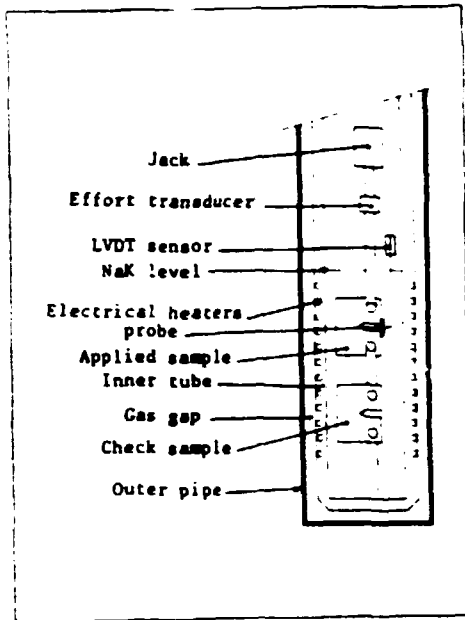 Jack
Effort transducer
LVDT sensor
NaK level
Electrical heaters
probe
Applied sample
Inner tube
Gas gap
Check sample
Outer pipe